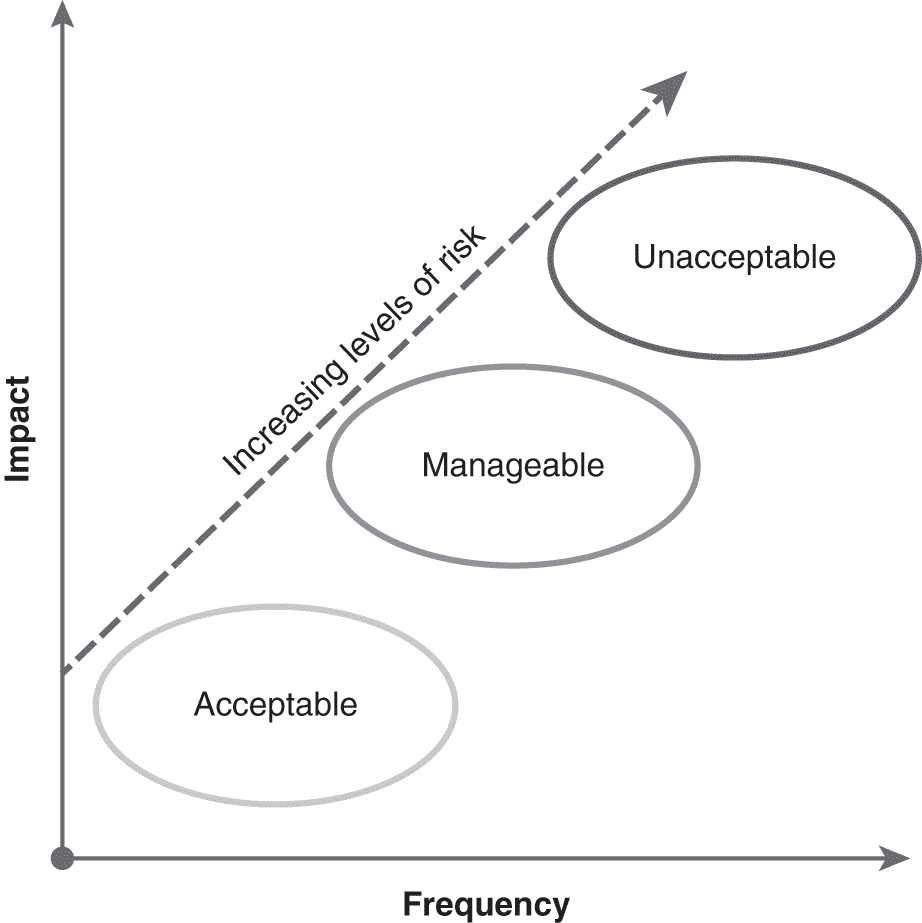 Unacceptable
Increasing levels of risk
Manageable
Impact
Acceptable
Frequency